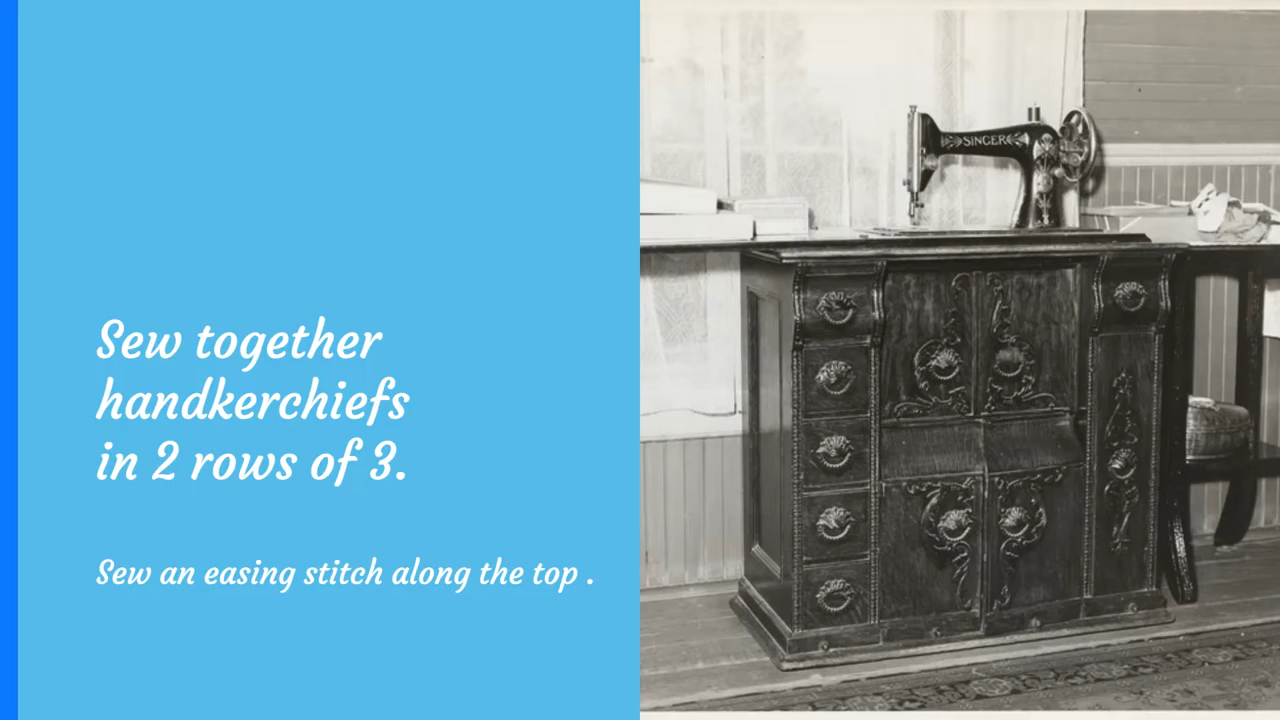 Sew together
handkerchiefs
in 2 rows of 3.
Sew an easing stitch along the top .
SINGER